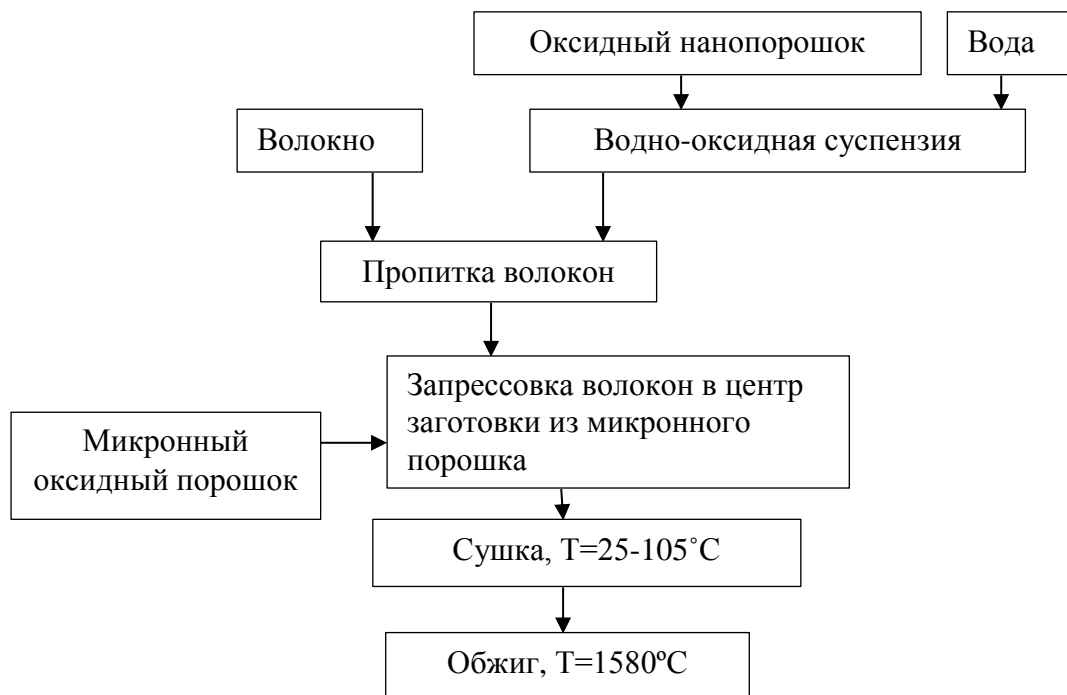 Оксидный нанопорошок
Вода
Волокно
Водно-оксидная суспензия
Пропитка волокон
Запрессовка волокон в центр
заготовки из микронного
порошка
Микронный
оксидный порошок
Сушка, Т=25-105˚С
Обжиг, Т=1580ºС